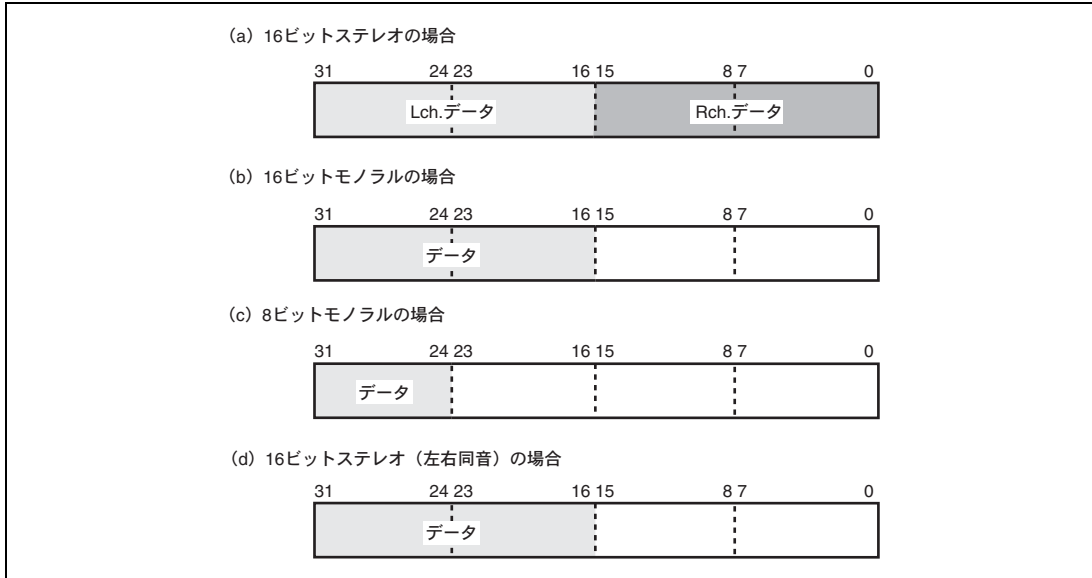 (a) 16ビットステレオの場合
31 24 23 16 15 8 7 0
Lch.データ Rch.データ
(b) 16ビットモノラルの場合
31 24 23 16 15 8 7 0
データ
(c) 8ビットモノラルの場合
31 24 23 16 15 8 7 0
データ
(d) 16ビットステレオ（左右同音）の場合
31 24 23 16 15 8 7 0
データ